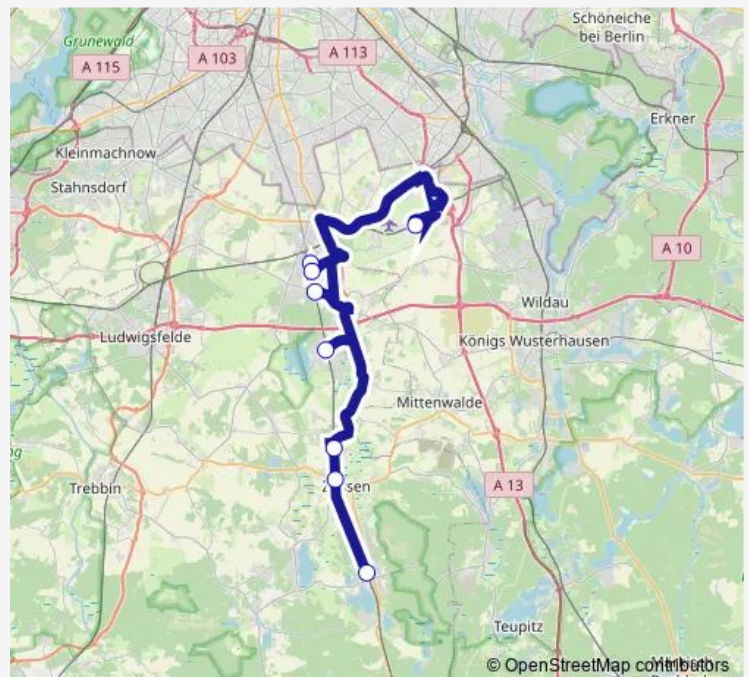 Schöneiche
bei Berlin
Grunewald
A 115
A 103
A 113
Erkner
Kleinmachnow
Stahnsdorf
A 10
Wildau
Ludwigsfelde
Königs Wusterhausen
Mittenwalde
Trebbin
A 13
Teupitz
© OpenStreetMap contributors